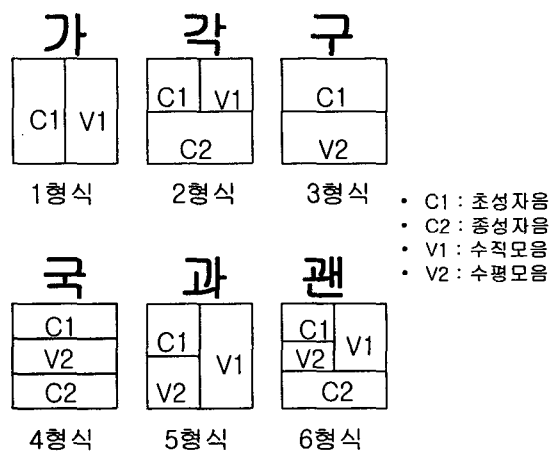 가 각 구
C1 V1 C1 V1 C1
C2 V2
1형식 2형식 3형식
• C1 : 초성자음
• C2 : 종성자음
• V1 : 수직모음
• V2 : 수평모음
국 과 괜
C1 C1 C1
V2 V1 V2 V1
C2 V2 C2
4형식 5형식 6형식